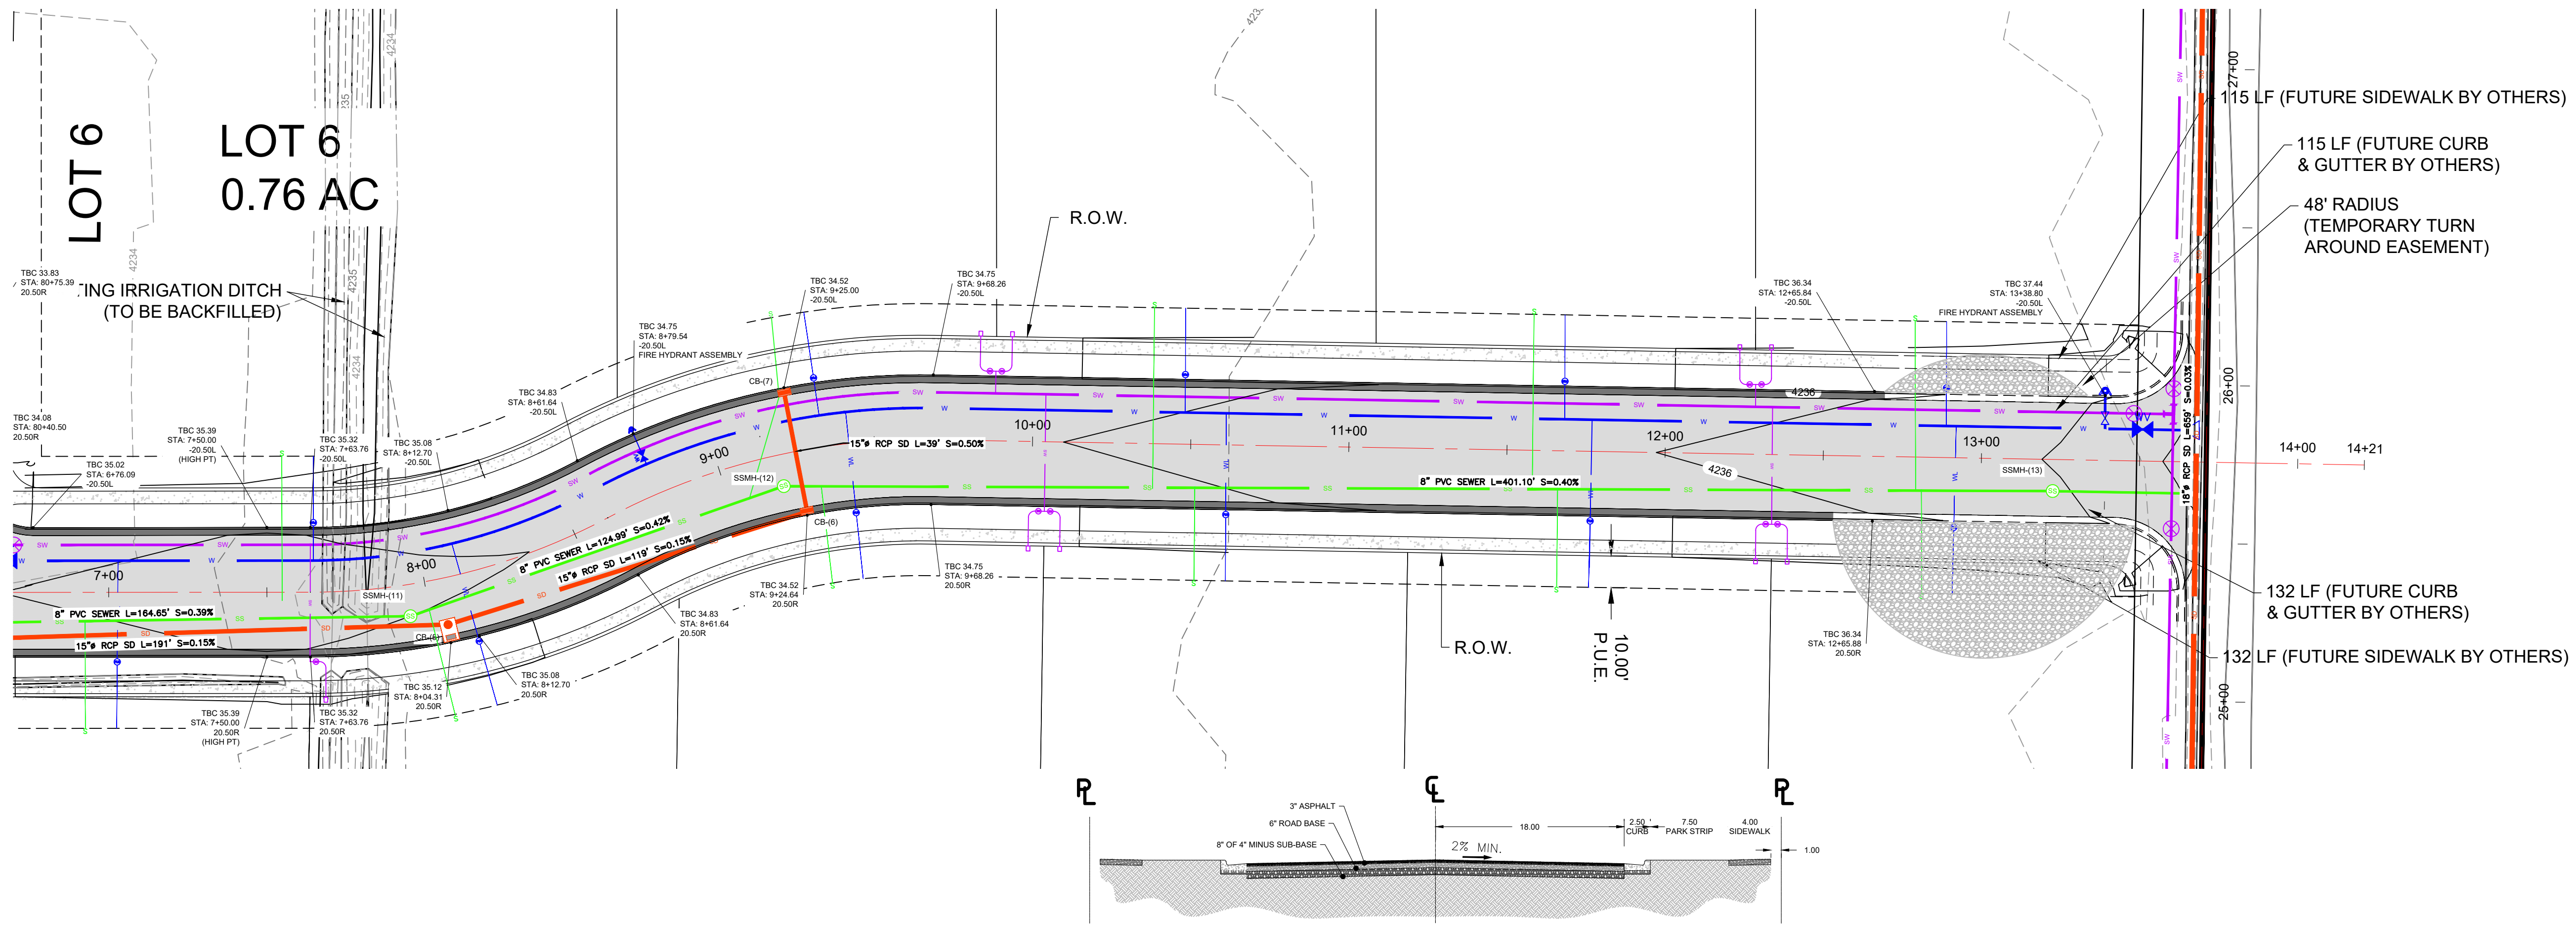 4234
4235
4235
115 LF (FUTURE SIDEWALK BY OTHERS)
27+00
LOT 6
LOT 6
0.76 AC
115 LF (FUTURE CURB
& GUTTER BY OTHERS)
48' RADIUS
(TEMPORARY TURN
AROUND EASEMENT)
R.O.W.
4234
4235
4234
TBC 33.83
STA: 80+75.39
20.50R
TING IRRIGATION DITCH
(TO BE BACKFILLED)
TBC 34.52
STA: 9+25.00
-20.50L
TBC 34.75
STA: 9+68.26
-20.50L
TBC 36.34
STA: 12+65.84
-20.50L
TBC 37.44
STA: 13+38.80
-20.50L
FIRE HYDRANT ASSEMBLY
TBC 34.75
STA: 8+79.54
-20.50L
FIRE HYDRANT ASSEMBLY
CB-(7)
TBC 34.83
STA: 8+61.64
-20.50L
TBC 34.08
STA: 80+40.50
20.50R
TBC 35.39
STA: 7+50.00
-20.50L
(HIGH PT)
TBC 35.32
STA: 7+63.76
-20.50L
TBC 35.08
STA: 8+12.70
-20.50L
TBC 35.02
STA: 6+76.09
-20.50L
4236
26+00
18"ø RCP SD L=659' S=0.03%
15"ø RCP SD L=39' S=0.50%
10+00
11+00
12+00
13+00
14+00
14+21
9+00
4236
SSMH-(12)
SSMH-(13)
8" PVC SEWER L=401.10' S=0.40%
CB-(6)
8" PVC SEWER L=124.99' S=0.42%
15"ø RCP SD L=119' S=0.15%
7+00
8+00
SSMH-(11)
TBC 34.52
STA: 9+24.64
20.50R
TBC 34.75
STA: 9+68.26
20.50R
8" PVC SEWER L=164.65' S=0.39%
15"ø RCP SD L=191' S=0.15%
TBC 34.83
STA: 8+61.64
20.50R
TBC 36.34
STA: 12+65.88
20.50R
R.O.W.
10.00'
P.U.E.
132 LF (FUTURE CURB
& GUTTER BY OTHERS)
132 LF (FUTURE SIDEWALK BY OTHERS)
25+00
TBC 35.12
STA: 8+04.31
20.50R
TBC 35.08
STA: 8+12.70
20.50R
TBC 35.39
STA: 7+50.00
20.50R
(HIGH PT)
TBC 35.32
STA: 7+63.76
20.50R
PL
CL
PL
3" ASPHALT
6" ROAD BASE
8" OF 4" MINUS SUB-BASE
2% MIN.
18.00
2.50 '
CURB
7.50
PARK STRIP
4.00
SIDEWALK
1.00